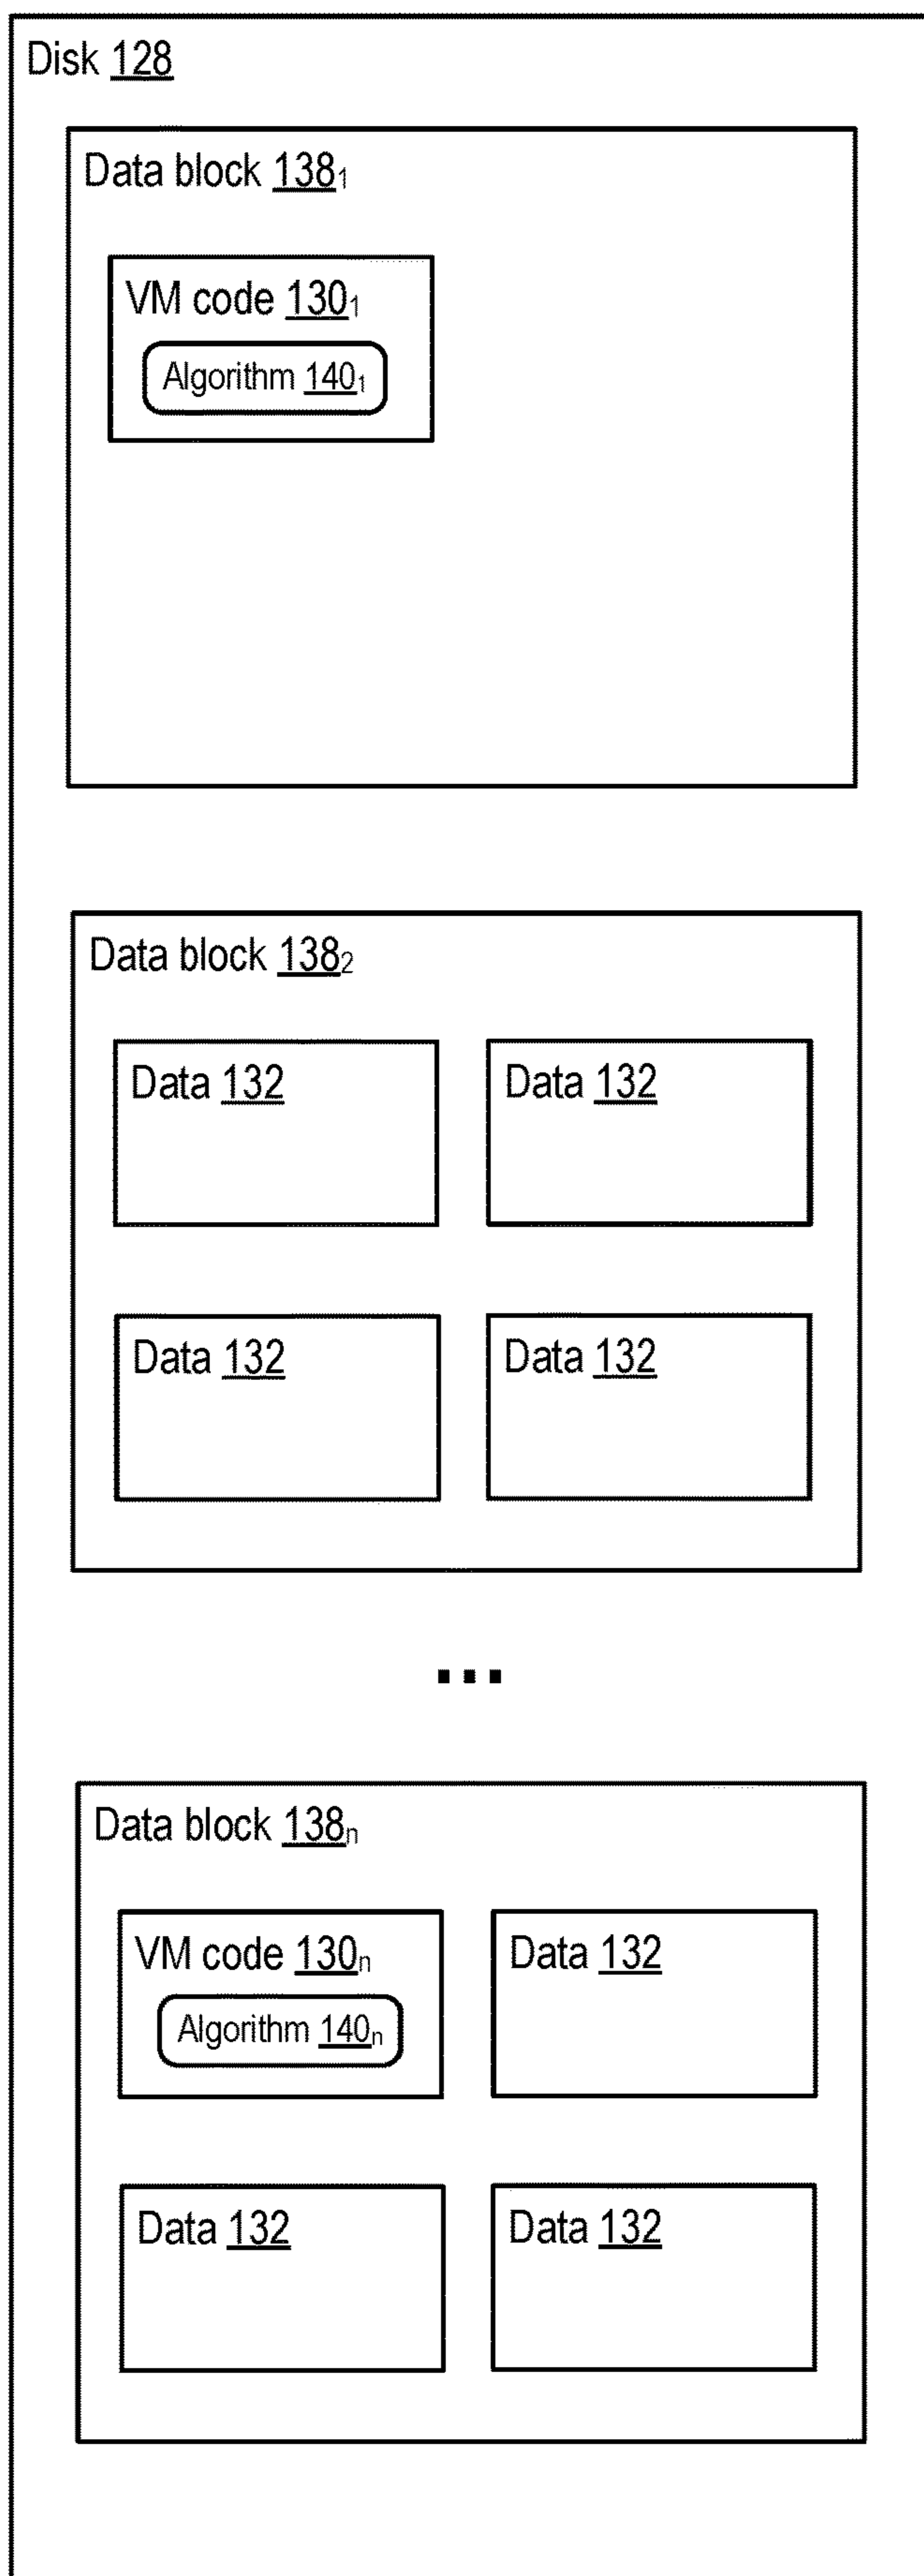 Disk 128
Data block 138₁
VM code 130₁
Algorithm 140₁
Data block 138₂
Data 132 Data 132
Data 132 Data 132
...
Data block 138ₙ
VM code 130ₙ Data 132
Algorithm 140ₙ
Data 132 Data 132